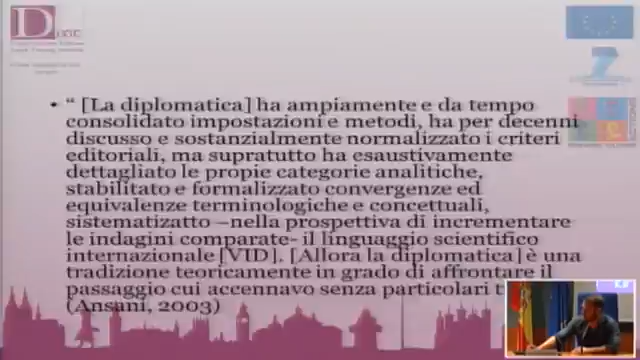 DiXiT
• “ [La diplomatica] ha ampiamente e da tempo
consolidato impostazioni e metodi, ha per decenni
discusso e sostanzialmente normalizzato i criteri
editoriali, ma supratutto ha esaustivamente
dettagliato le propie categorie analitiche,
stabilitato e formalizzato convergenze ed
equivalenze terminologiche e concettuali,
sistematizatto –nella prospettiva di incrementare
le indagini comparate- il linguaggio scientifico
internazionale [VID]. [Allora la diplomatica] è una
tradizione teoricamente in grado di affrontare il
passaggio cui accennavo senza particolari t
(Ansani, 2003)